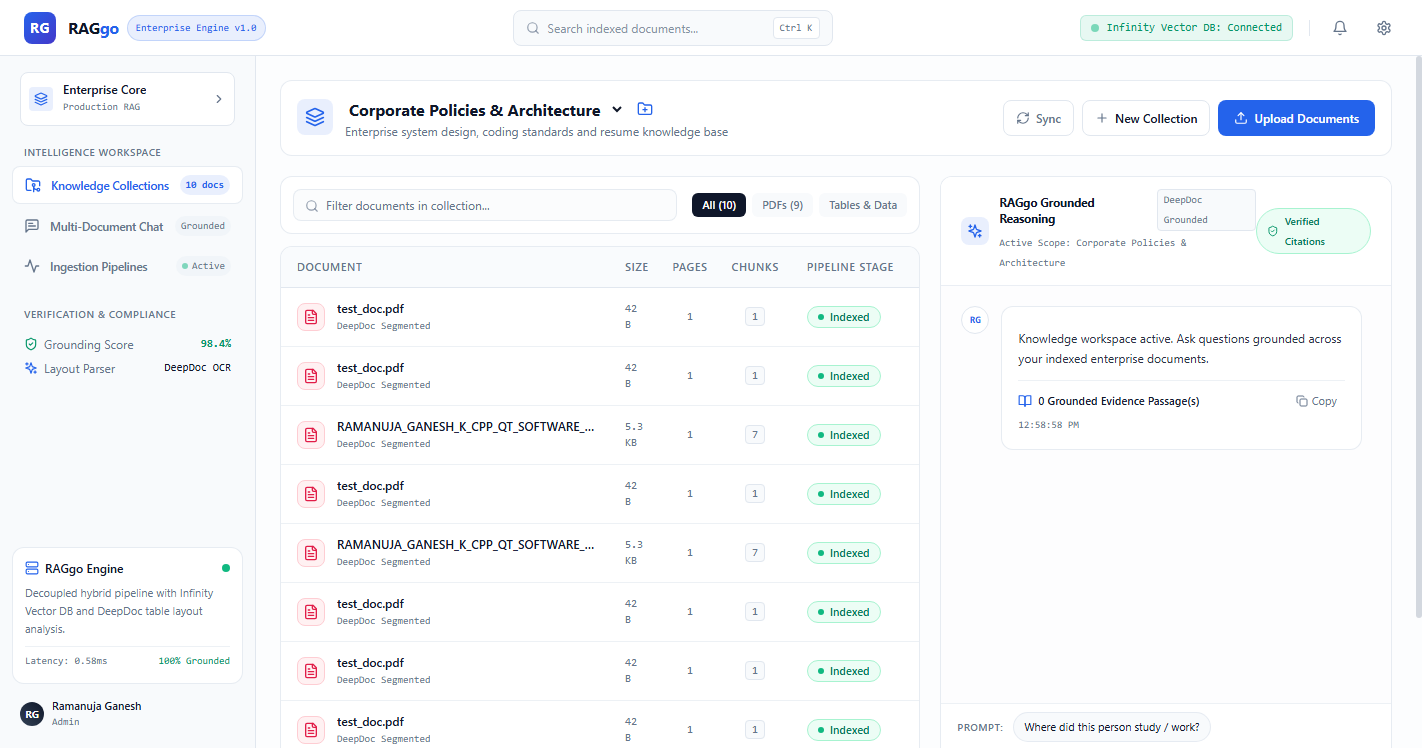 RG RAGgo Enterprise Engine v1.0 Search indexed documents... Ctrl K Infinity Vector DB: Connected
Enterprise Core
Production RAG
INTELLIGENCE WORKSPACE
Knowledge Collections 10 docs
Multi-Document Chat Grounded
Ingestion Pipelines Active
VERIFICATION & COMPLIANCE
Grounding Score 98.4%
Layout Parser DeepDoc OCR
RAGgo Engine
Decoupled hybrid pipeline with Infinity
Vector DB and DeepDoc table layout
analysis.
Latency: 0.58ms 100% Grounded
RG Ramanuja Ganesh
Admin
Corporate Policies & Architecture
Enterprise system design, coding standards and resume knowledge base
Sync New Collection Upload Documents
Filter documents in collection... All (10) PDFs (9) Tables & Data
DOCUMENT SIZE PAGES CHUNKS PIPELINE STAGE
test_doc.pdf 42 B 1 1 Indexed
DeepDoc Segmented
test_doc.pdf 42 B 1 1 Indexed
DeepDoc Segmented
RAMANUJA_GANESH_K_CPP_QT_SOFTWARE_... 5.3 KB 1 7 Indexed
DeepDoc Segmented
test_doc.pdf 42 B 1 1 Indexed
DeepDoc Segmented
RAMANUJA_GANESH_K_CPP_QT_SOFTWARE_... 5.3 KB 1 7 Indexed
DeepDoc Segmented
test_doc.pdf 42 B 1 1 Indexed
DeepDoc Segmented
test_doc.pdf 42 B 1 1 Indexed
DeepDoc Segmented
test_doc.pdf 42 B 1 1 Indexed
DeepDoc Segmented
RAGgo Grounded
Reasoning
DeepDoc
Grounded
Verified
Citations
Active Scope: Corporate Policies &
Architecture
RG
Knowledge workspace active. Ask questions grounded across
your indexed enterprise documents.
0 Grounded Evidence Passage(s) Copy
12:58:58 PM
PROMPT: Where did this person study / work?